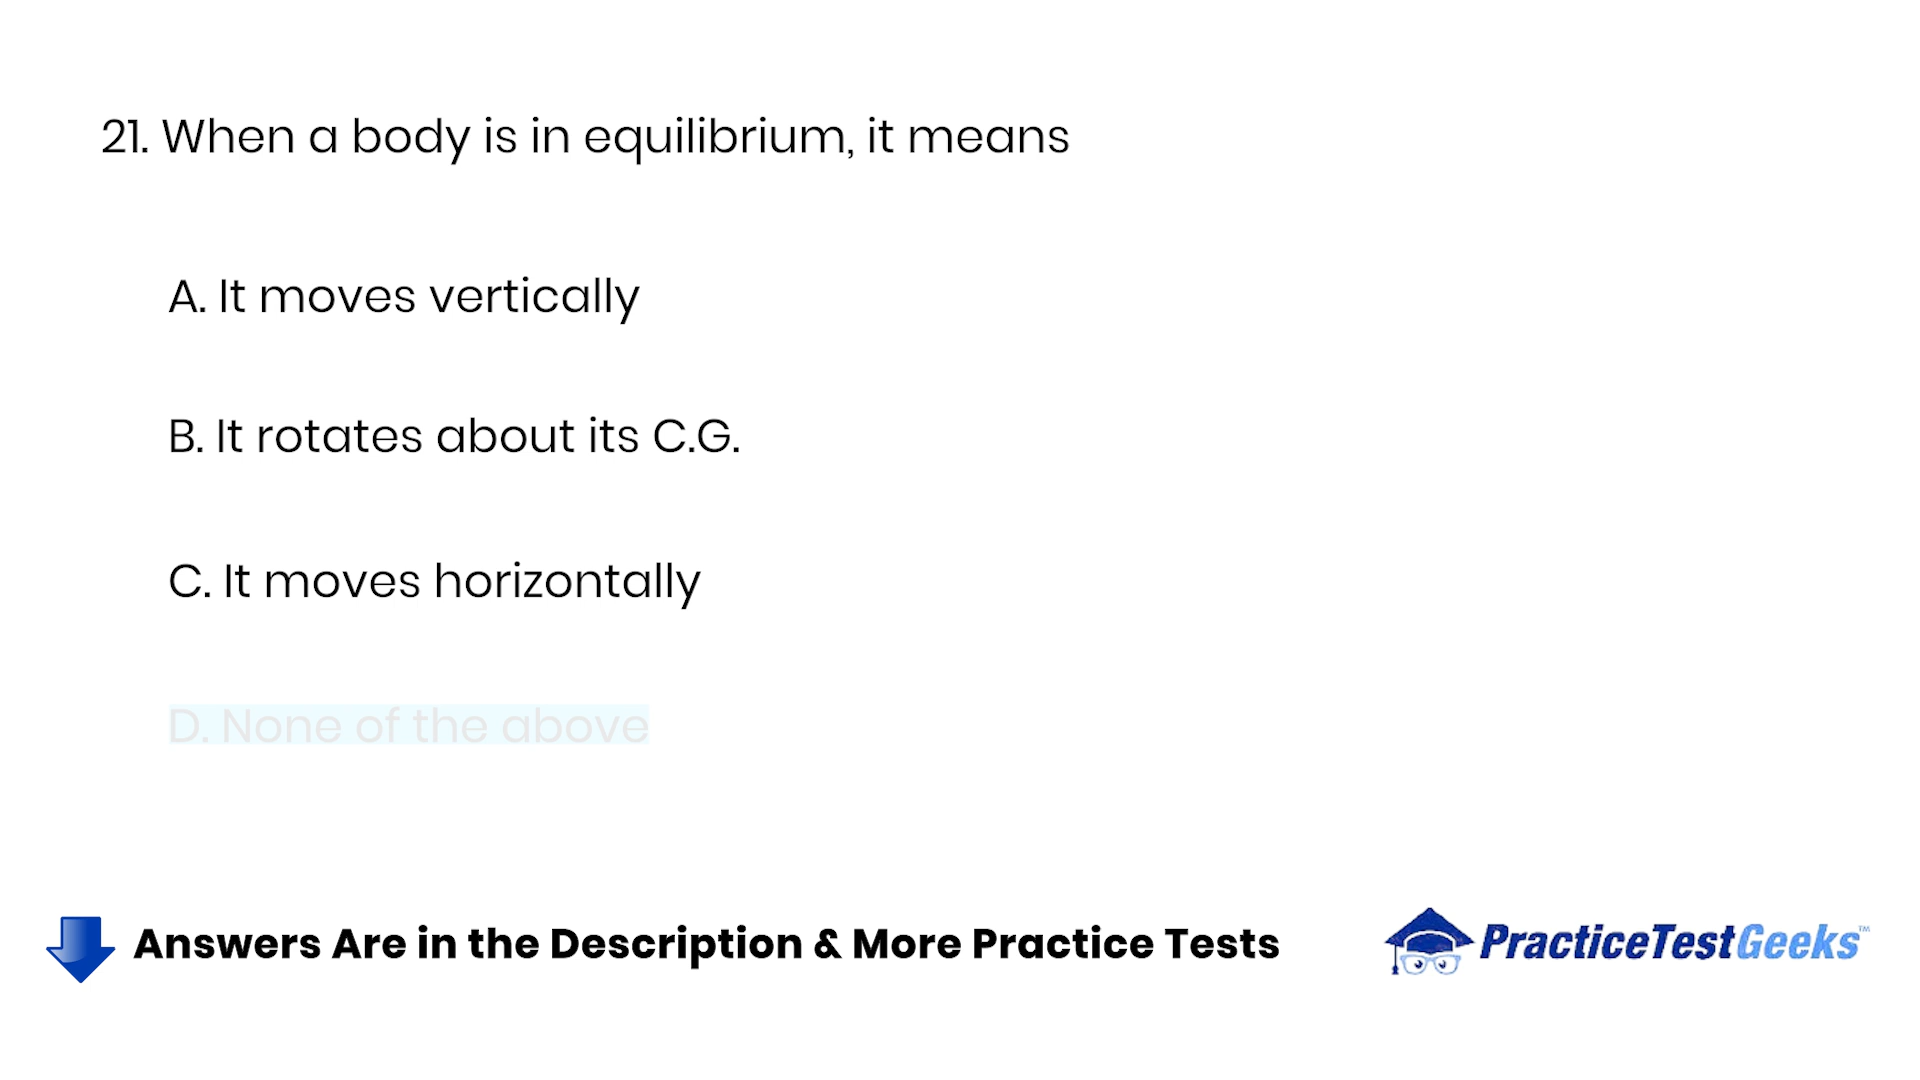 21. When a body is in equilibrium, it means
A. It moves vertically
B. It rotates about its C.G.
C. It moves horizontally
D. None of the above
Answers Are in the Description & More Practice Tests
PracticeTestGeeks™